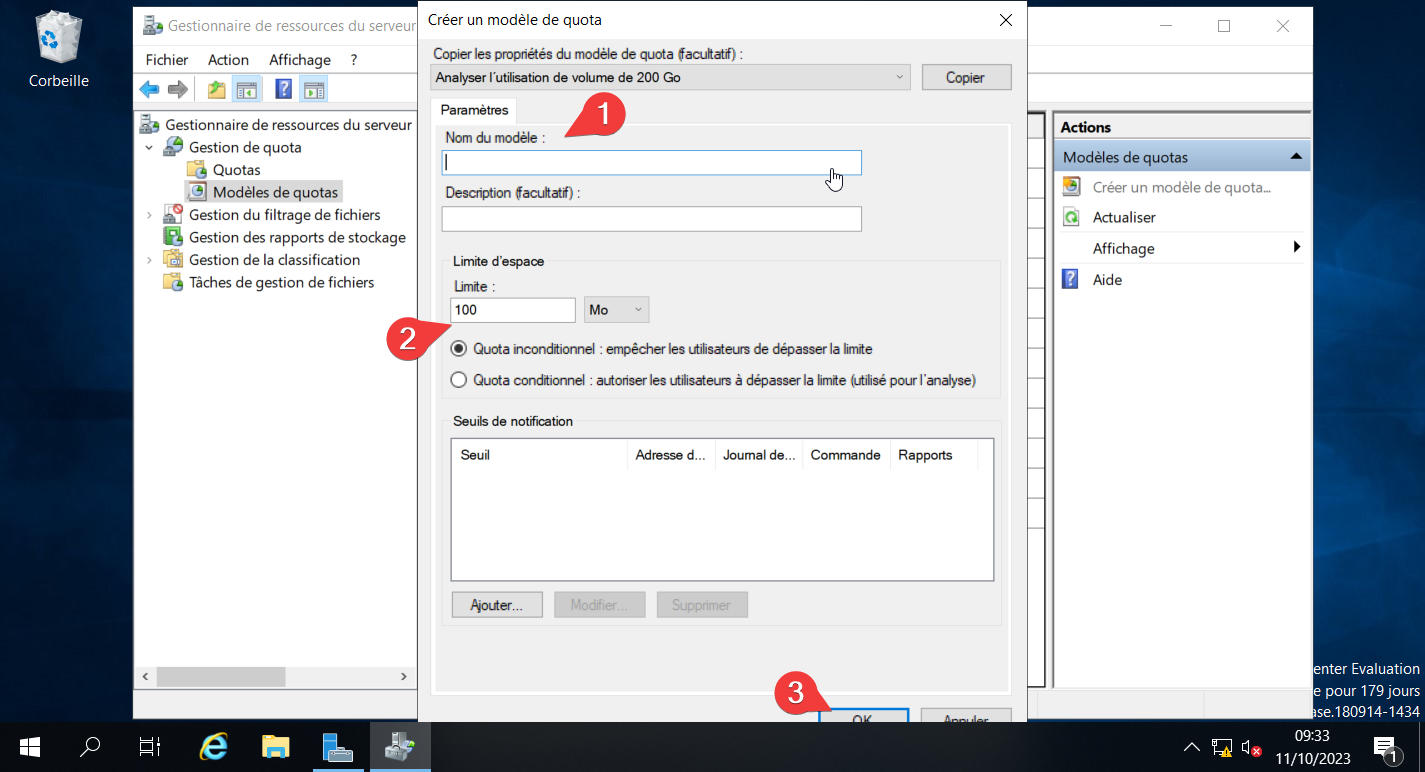 Corbeille
Gestionnaire de ressources du serveur
Fichier Action Affichage ?
Gestionnaire de ressources du serveur
Gestion de quota
Quotas
Modèles de quotas
Gestion du filtrage de fichiers
Gestion des rapports de stockage
Gestion de la classification
Tâches de gestion de fichiers
Créer un modèle de quota
Copier les propriétés du modèle de quota (facultatif) :
Analyser l'utilisation de volume de 200 Go
Copier
Paramètres
Nom du modèle :
1
Description (facultatif) :
Limite d'espace
Limite :
100 Mo
2
Quota inconditionnel : empêcher les utilisateurs de dépasser la limite
Quota conditionnel : autoriser les utilisateurs à dépasser la limite (utilisé pour l'analyse)
Seuils de notification
Seuil Adresse d... Journal de... Commande Rapports
Ajouter... Modifier... Supprimer
3
OK Annuler
Actions
Modèles de quotas
Créer un modèle de quota...
Actualiser
Affichage
Aide
enter Evaluation
e pour 179 jours
ase.180914-1434
09:33
11/10/2023
1